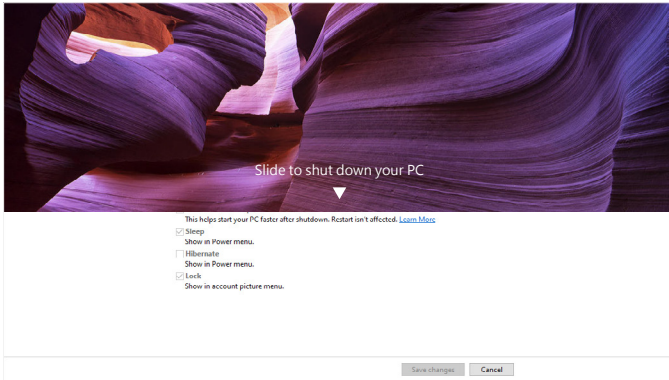 Slide to shut down your PC
This helps start your PC faster after shutdown. Restart isn't affected. Learn More
Sleep
Show in Power menu.
Hibernate
Show in Power menu.
Lock
Show in account picture menu.
Save changes Cancel